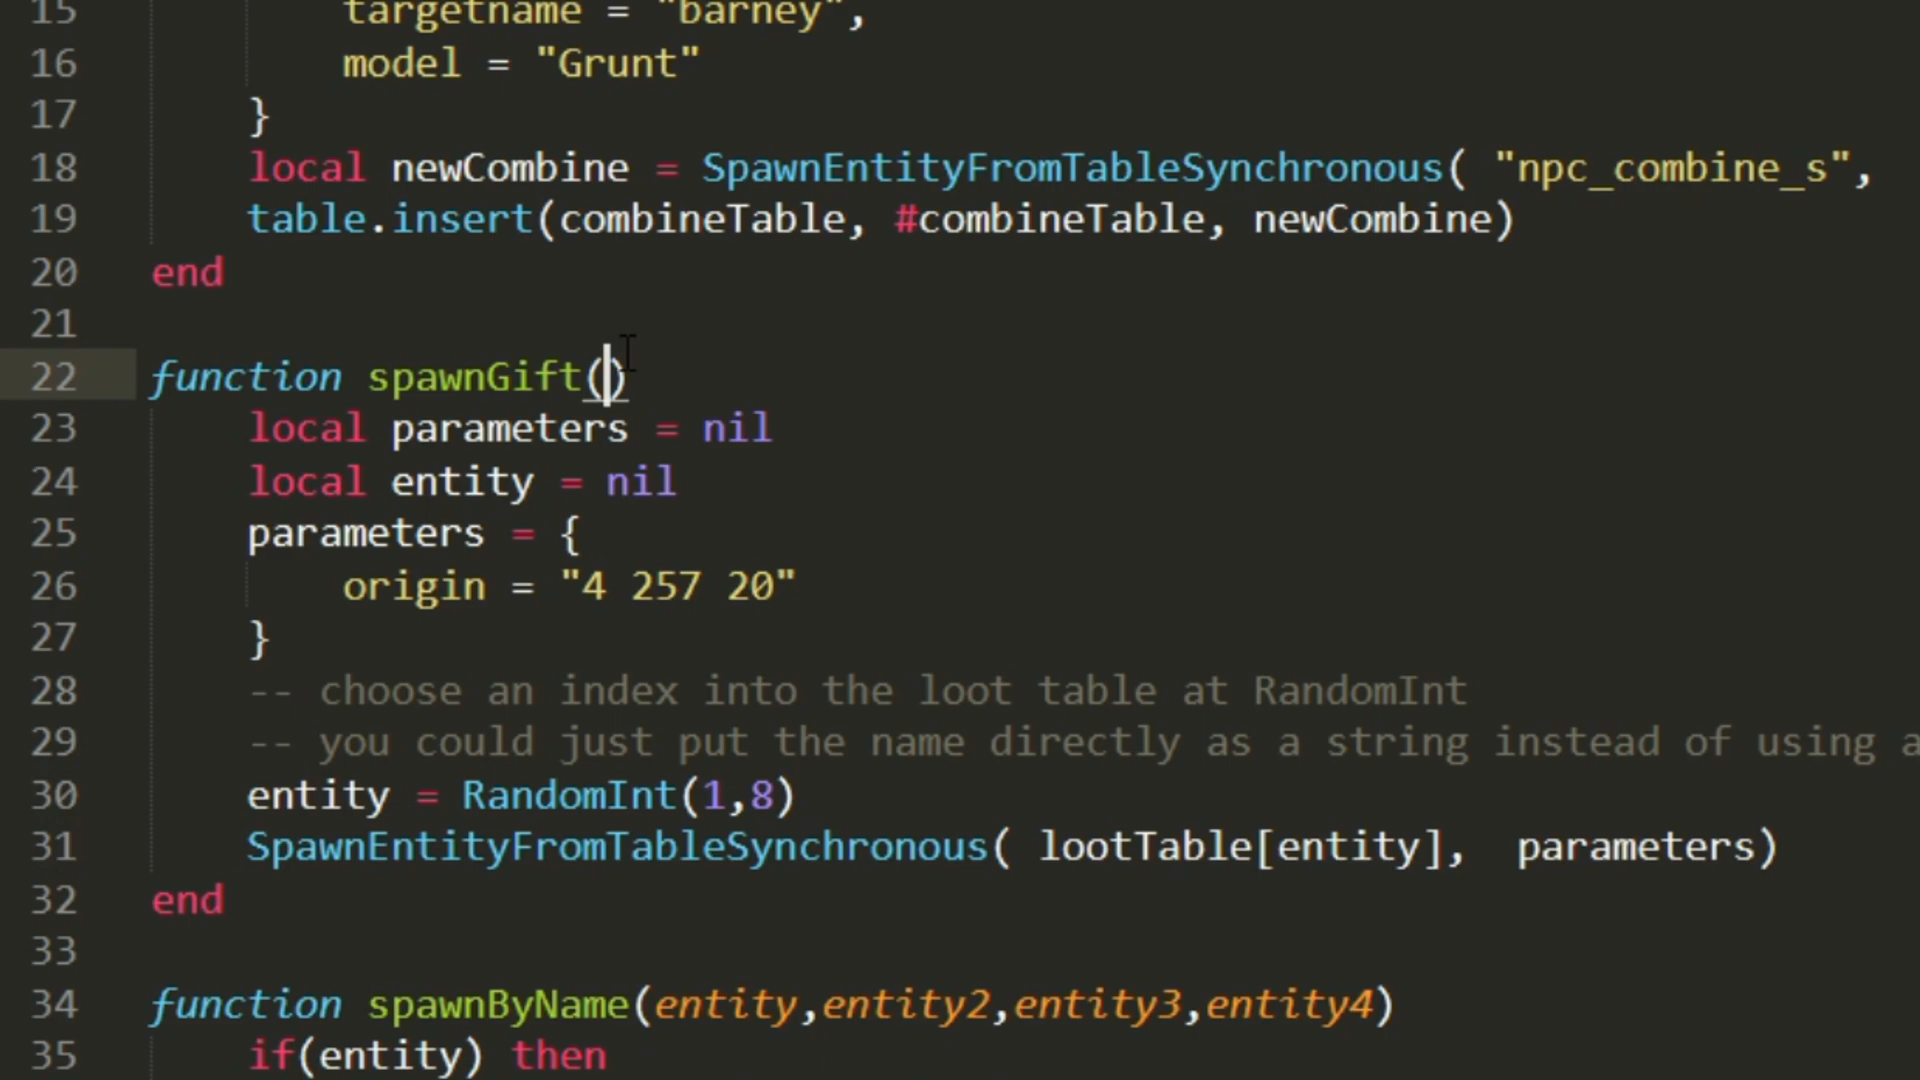 15 targetname = "barney",
16 model = "Grunt"
17 }
18 local newCombine = SpawnEntityFromTableSynchronous( "npc_combine_s",
19 table.insert(combineTable, #combineTable, newCombine)
20 end
21
22 function spawnGift()
23 local parameters = nil
24 local entity = nil
25 parameters = {
26 origin = "4 257 20"
27 }
28 -- choose an index into the loot table at RandomInt
29 -- you could just put the name directly as a string instead of using a
30 entity = RandomInt(1,8)
31 SpawnEntityFromTableSynchronous( lootTable[entity],  parameters)
32 end
33
34 function spawnByName(entity,entity2,entity3,entity4)
35 if(entity) then